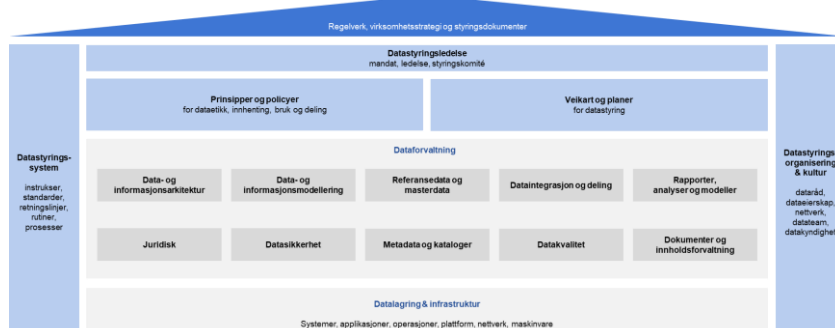 Regelverk, virksomhetsstrategi og styringsdokumenter
Datastyringsledelse
mandat, ledelse, styringskomité
Prinsipper og policyer
for dataetikk, innhenting, bruk og deling
Veikart og planer
for datastyring
Datastyrings-
system
instrukser,
standarder,
retningslinjer,
rutiner,
prosesser
Dataforvaltning
Data- og
informasjonsarkitektur
Data- og
informasjonsmodellering
Referansedata og
masterdata
Dataintegrasjon og deling
Rapporter,
analyser og modeller
Juridisk
Datasikkerhet
Metadata og kataloger
Datakvalitet
Dokumenter og
innholdsforvaltning
Datastyrings
organisering
& kultur
dataråd,
dataeierskap,
nettverk,
datateam,
datakyndighet
Datalagring & infrastruktur
Systemer, applikasjoner, operasjoner, plattform, nettverk, maskinvare